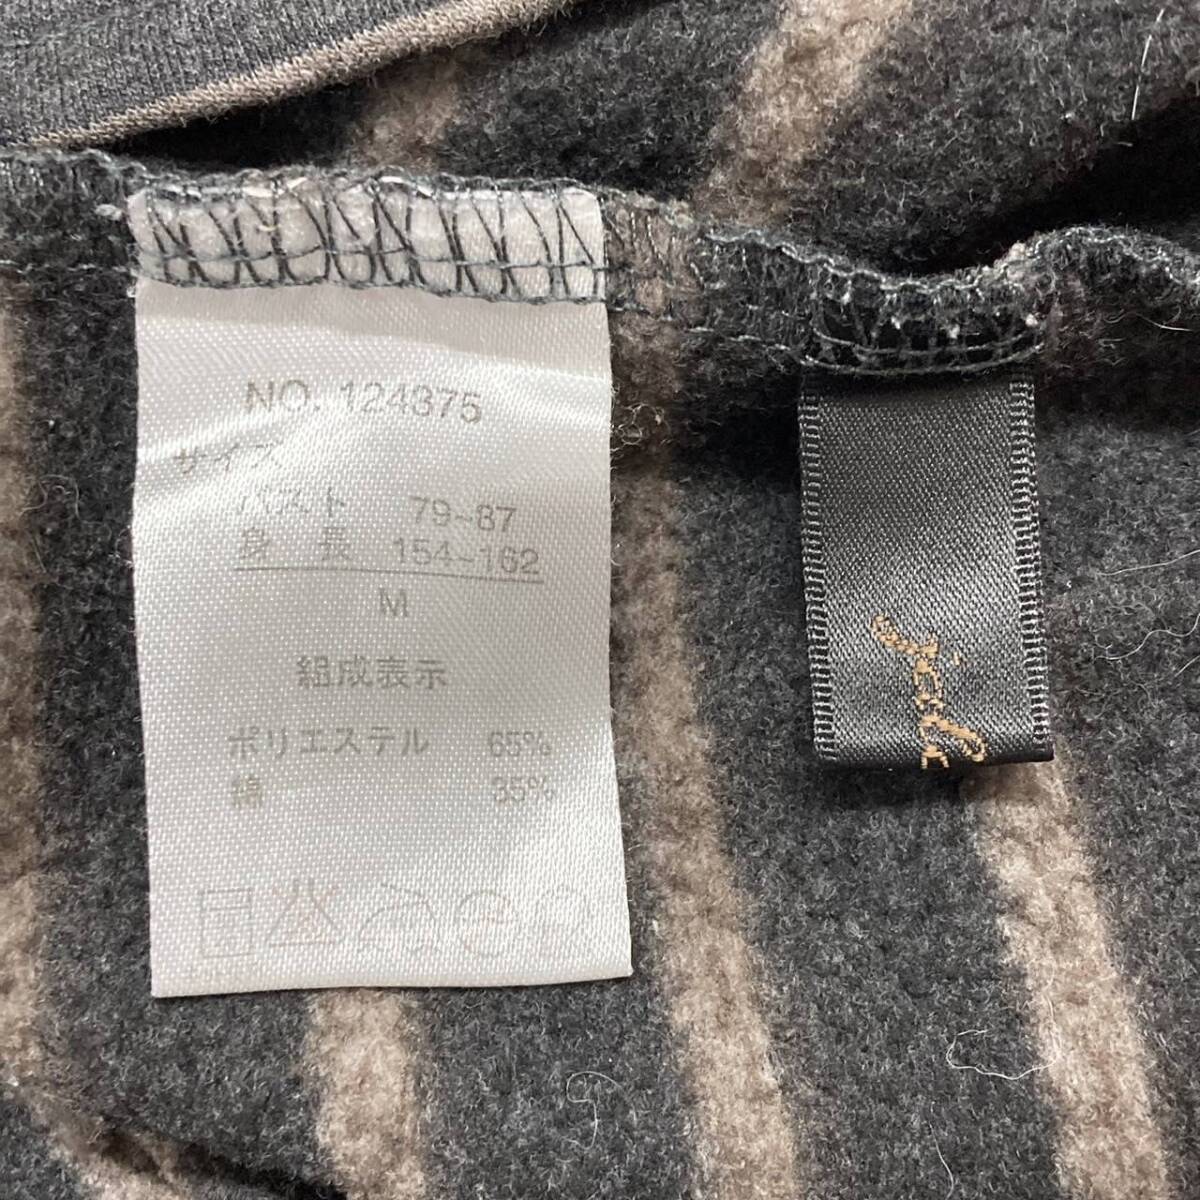 NO. 124375
サイズ
バスト 79~87
身長 154~162
M
組成表示
ポリエステル 65%
綿 35%